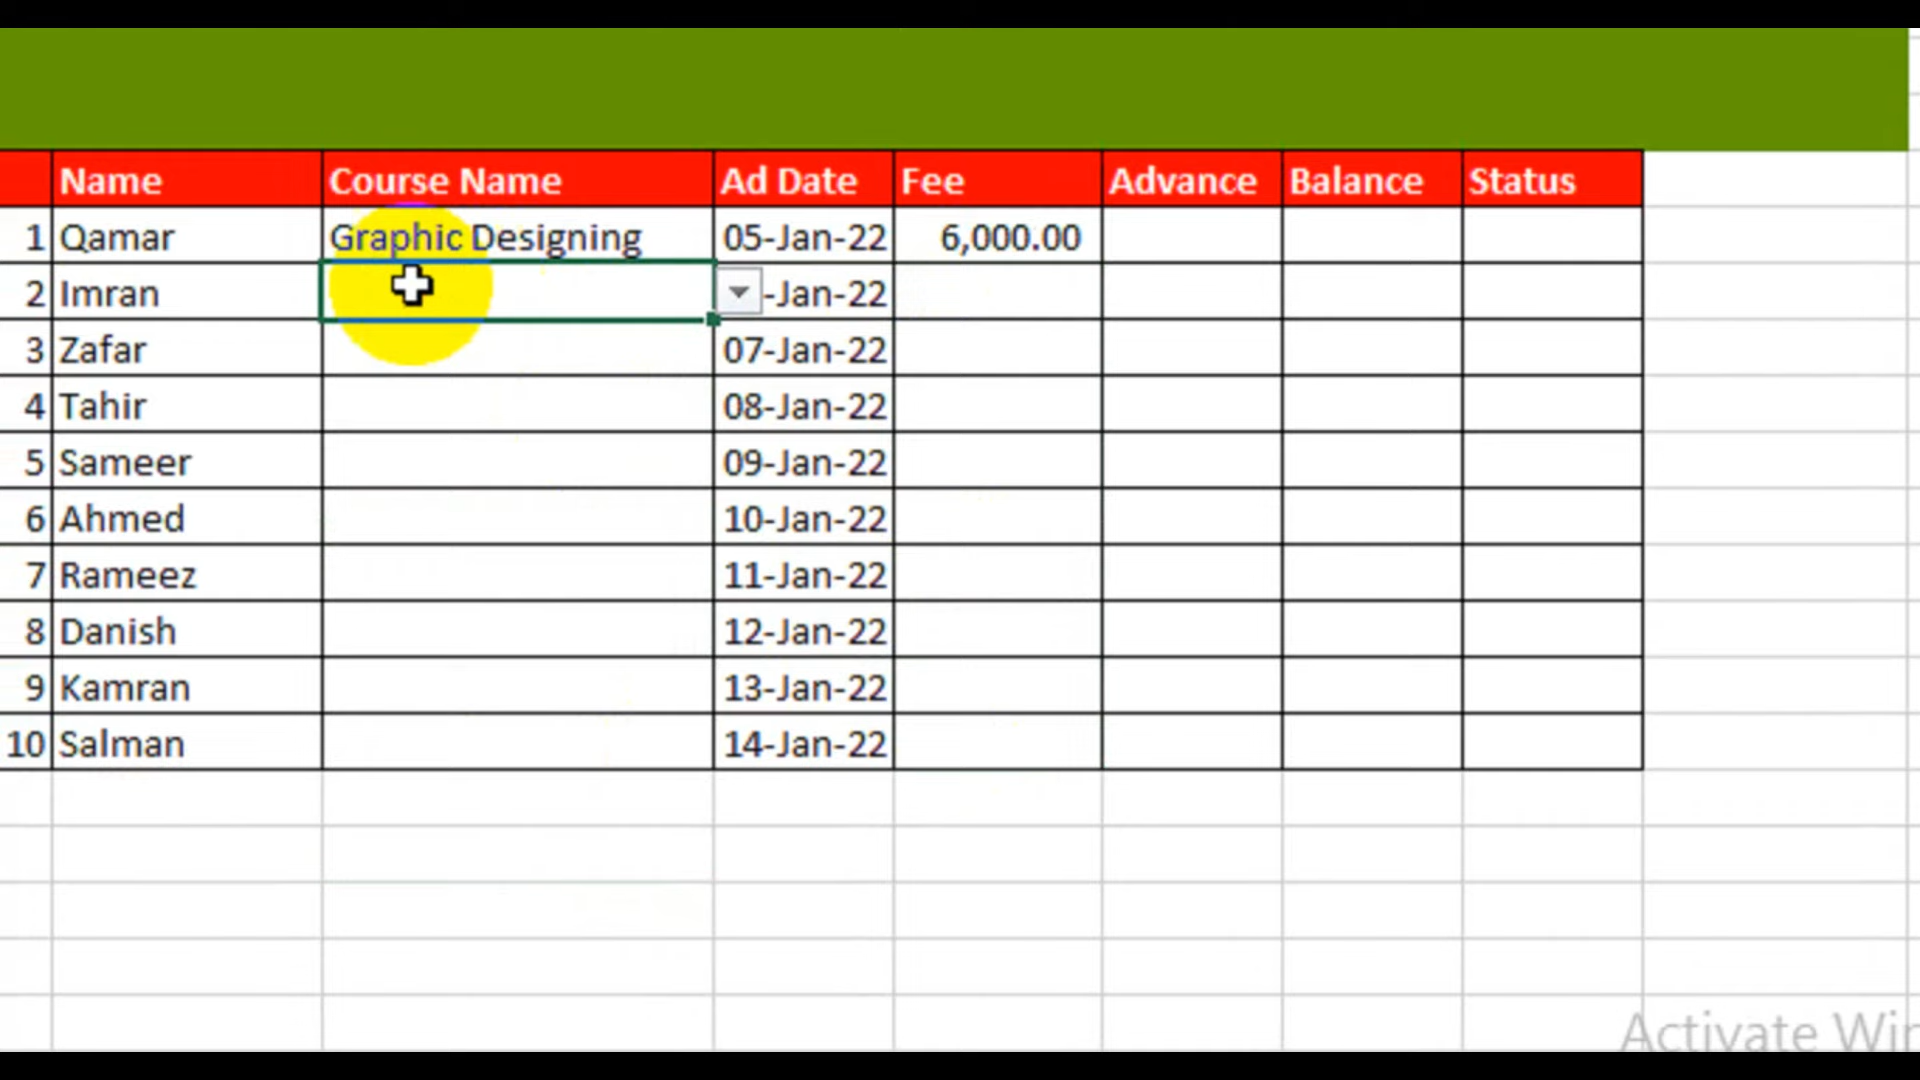 Name Course Name Ad Date Fee Advance Balance Status
1 Qamar Graphic Designing 05-Jan-22 6,000.00
2 Imran -Jan-22
3 Zafar 07-Jan-22
4 Tahir 08-Jan-22
5 Sameer 09-Jan-22
6 Ahmed 10-Jan-22
7 Rameez 11-Jan-22
8 Danish 12-Jan-22
9 Kamran 13-Jan-22
10 Salman 14-Jan-22
Activate Win